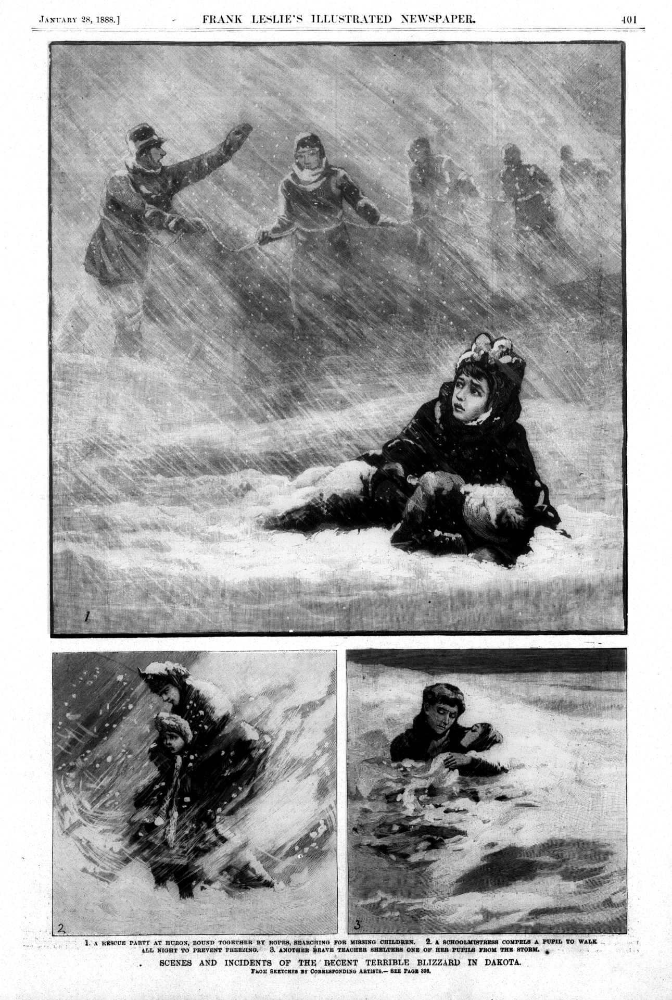 JANUARY 28, 1888.] FRANK LESLIE'S ILLUSTRATED NEWSPAPER. 401
1
2
3
1. A RESCUE PARTY AT HURON, BOUND TOGETHER BY ROPES, SEARCHING FOR MISSING CHILDREN. 2. A SCHOOLMISTRESS COMPELS A PUPIL TO WALK
ALL NIGHT TO PREVENT FREEZING. 3. ANOTHER BRAVE TEACHER SHELTERS ONE OF HER PUPILS FROM THE STORM.
SCENES AND INCIDENTS OF THE RECENT TERRIBLE BLIZZARD IN DAKOTA.
FROM SKETCHES BY CORRESPONDING ARTISTS.— SEE PAGE 398.